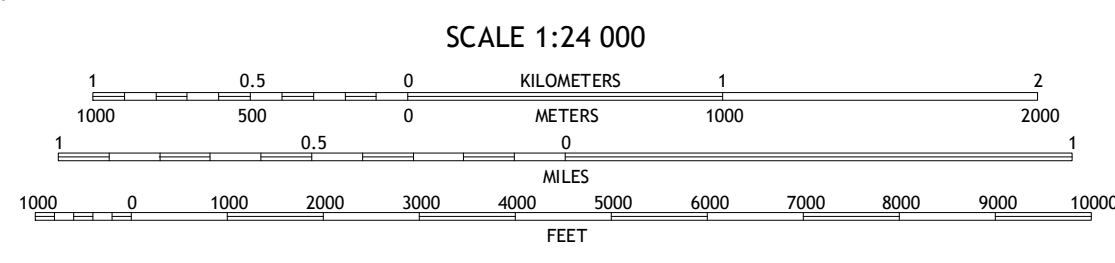 SCALE 1:24 000
1 0.5 0 KILOMETERS 1 2
1000 500 0 METERS 1000 2000
1 0.5 0 1
MILES
1000 0 1000 2000 3000 4000 5000 6000 7000 8000 9000 10000
FEET